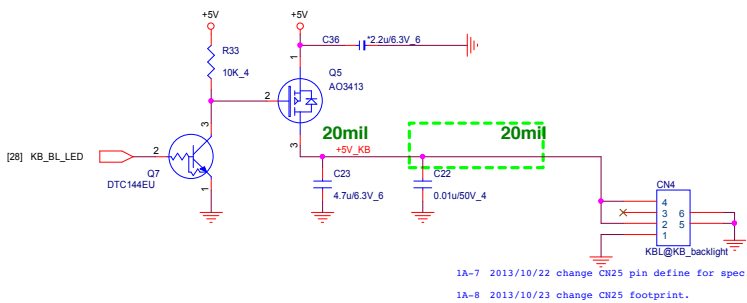 +5V
+5V
C36
*2.2u/6.3V_6
R33
10K_4
1
Q5
AO3413
2
3
3
20mil
20mil
+5V_KB
[28] KB_BL_LED
2
Q7
DTC144EU
1
C23
4.7u/6.3V_6
C22
0.01u/50V_4
CN4
4
3
2
1
6
5
KBL@KB_backlight
1A-7 2013/10/22 change CN25 pin define for spec
1A-8 2013/10/23 change CN25 footprint.